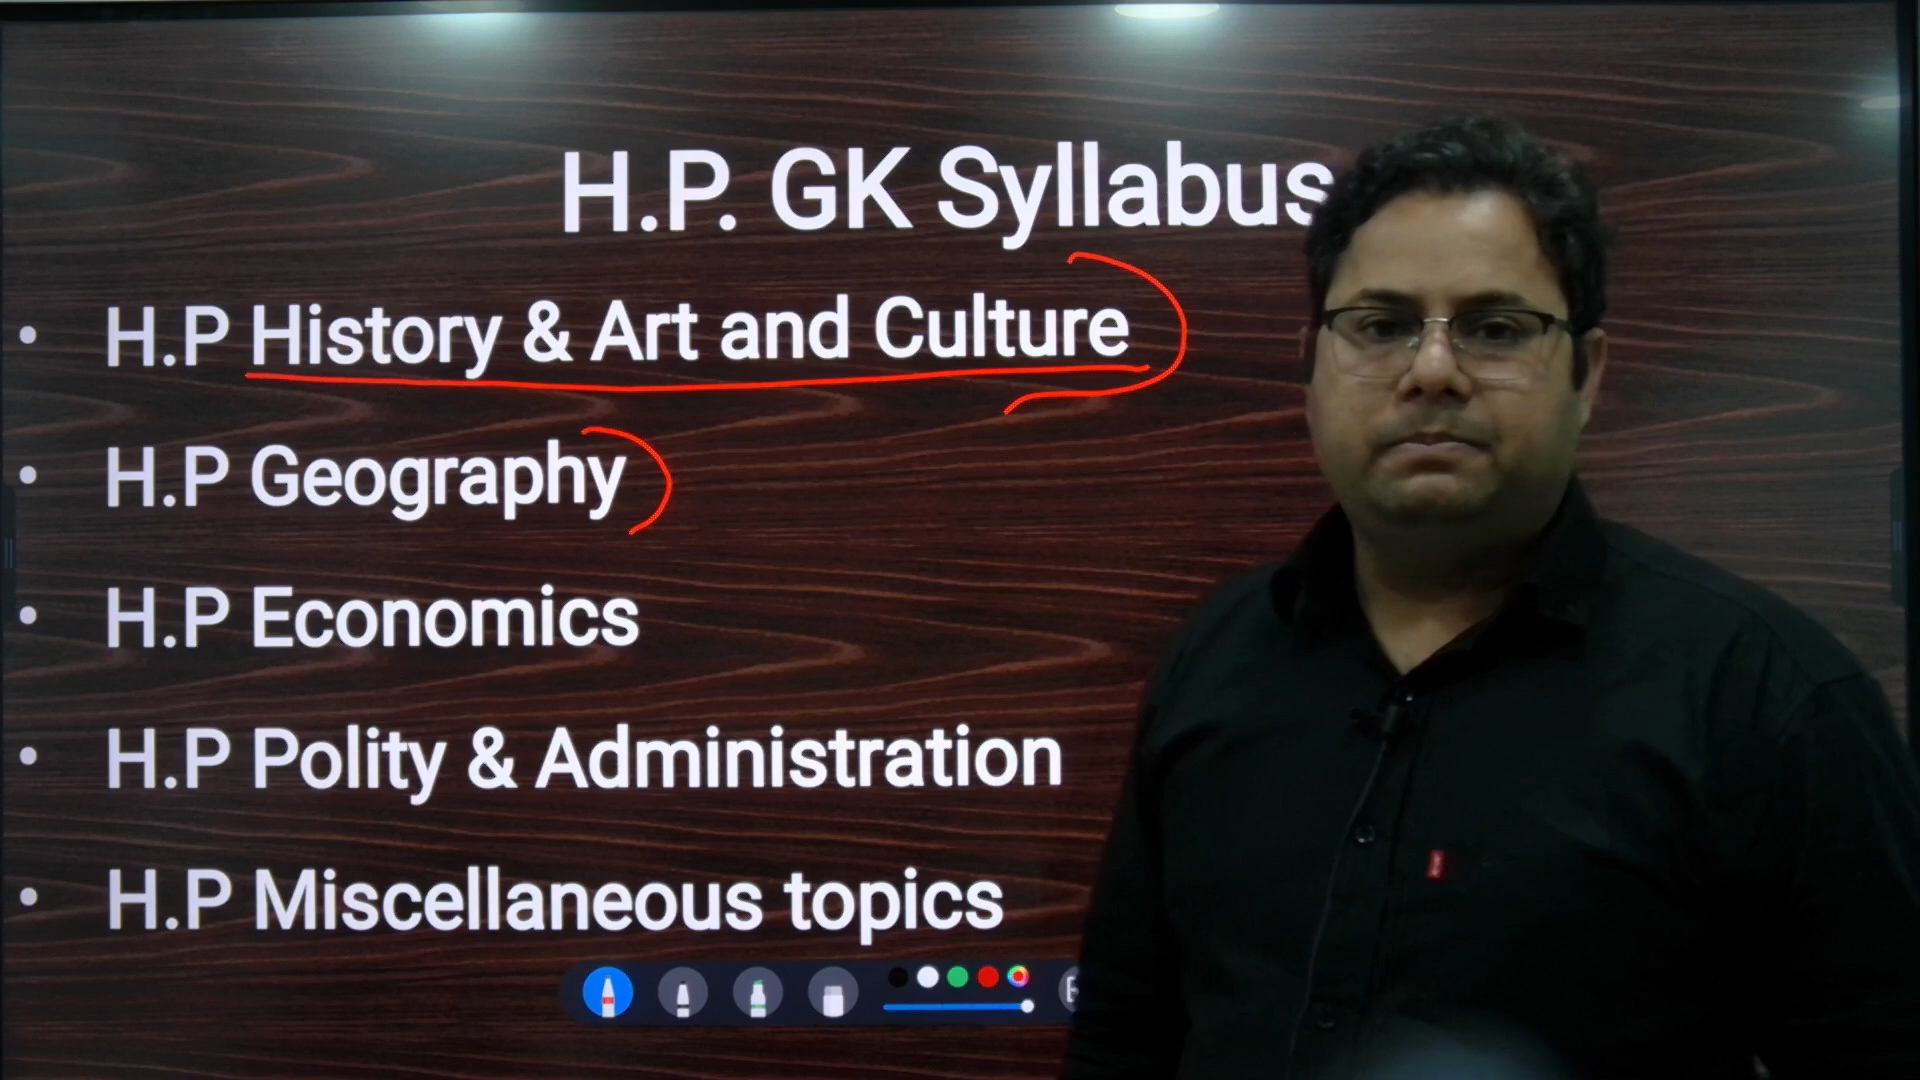 H.P. GK Syllabus
• H.P History & Art and Culture
• H.P Geography
• H.P Economics
• H.P Polity & Administration
• H.P Miscellaneous topics